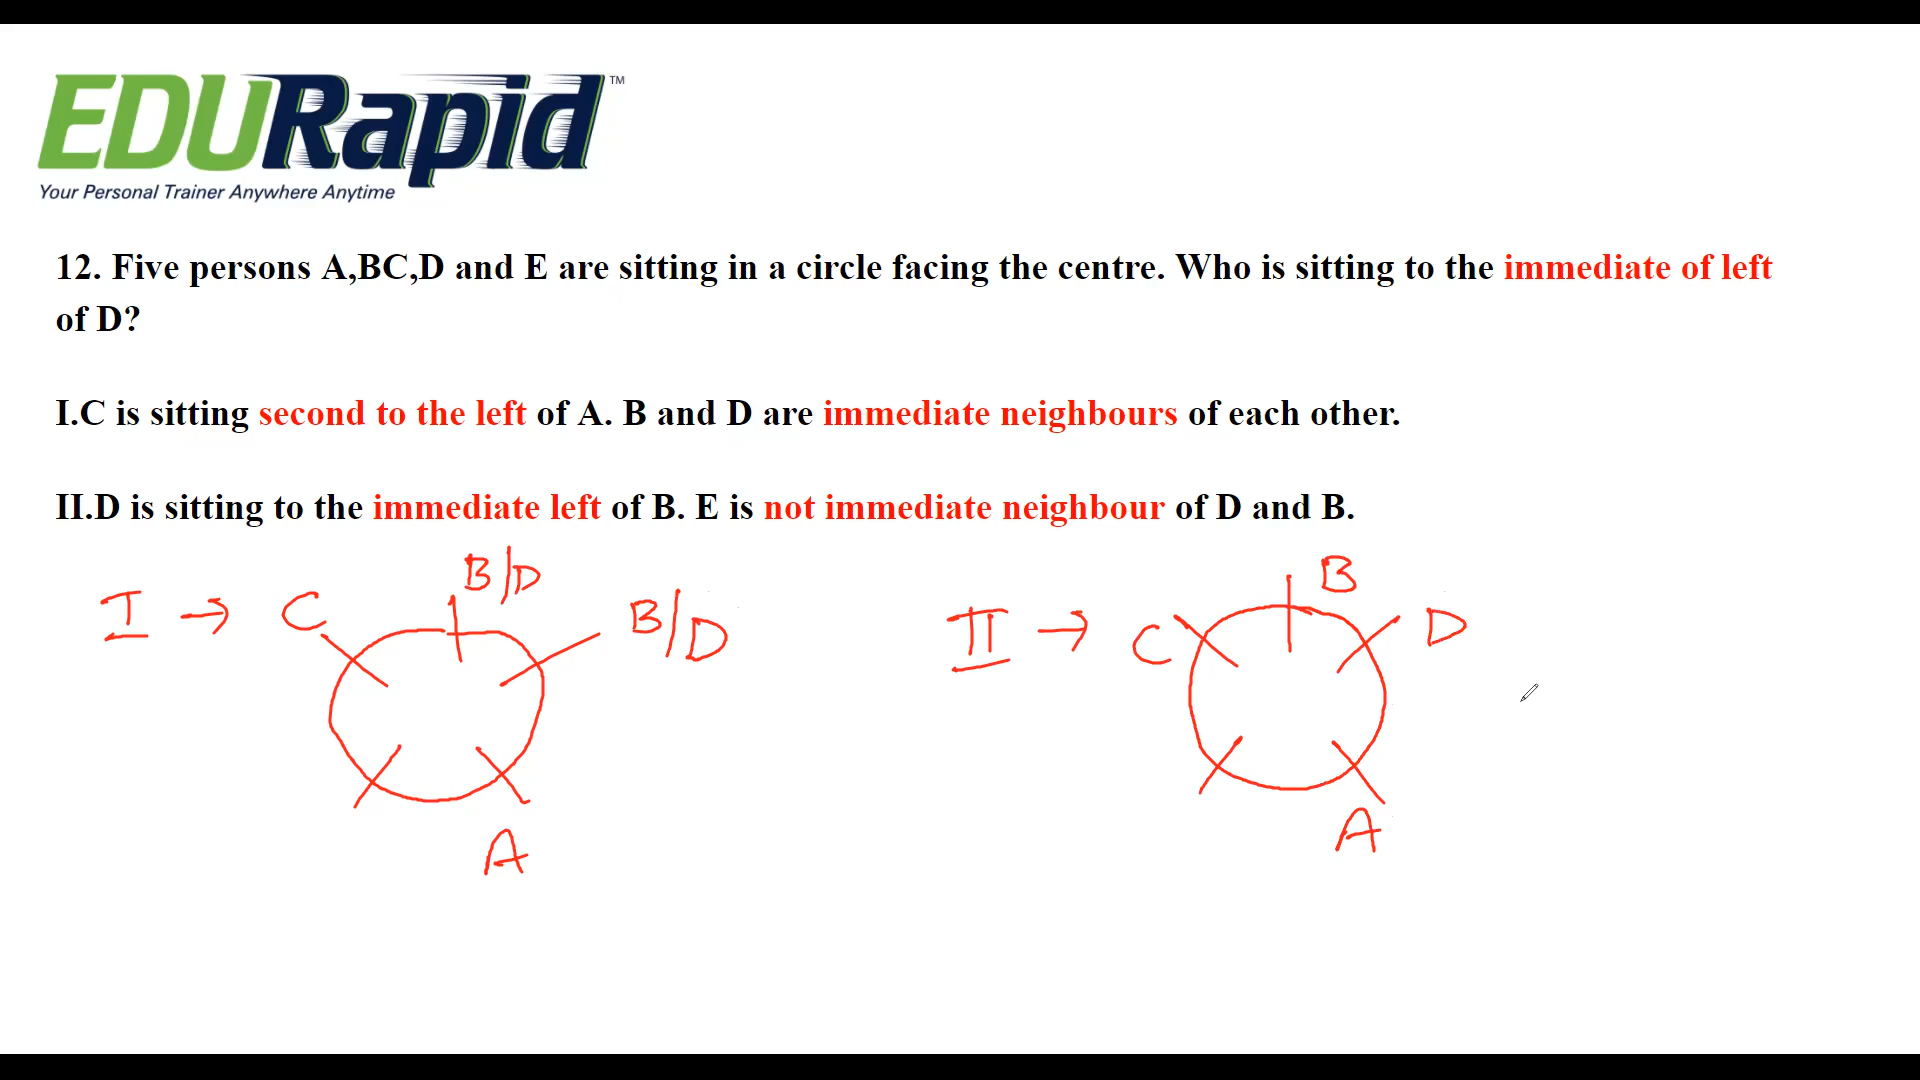 EDURapid™
Your Personal Trainer Anywhere Anytime
12. Five persons A,BC,D and E are sitting in a circle facing the centre. Who is sitting to the immediate of left
of D?
I.C is sitting second to the left of A. B and D are immediate neighbours of each other.
II.D is sitting to the immediate left of B. E is not immediate neighbour of D and B.
I → C B/D B/D
A
II → C B D
A